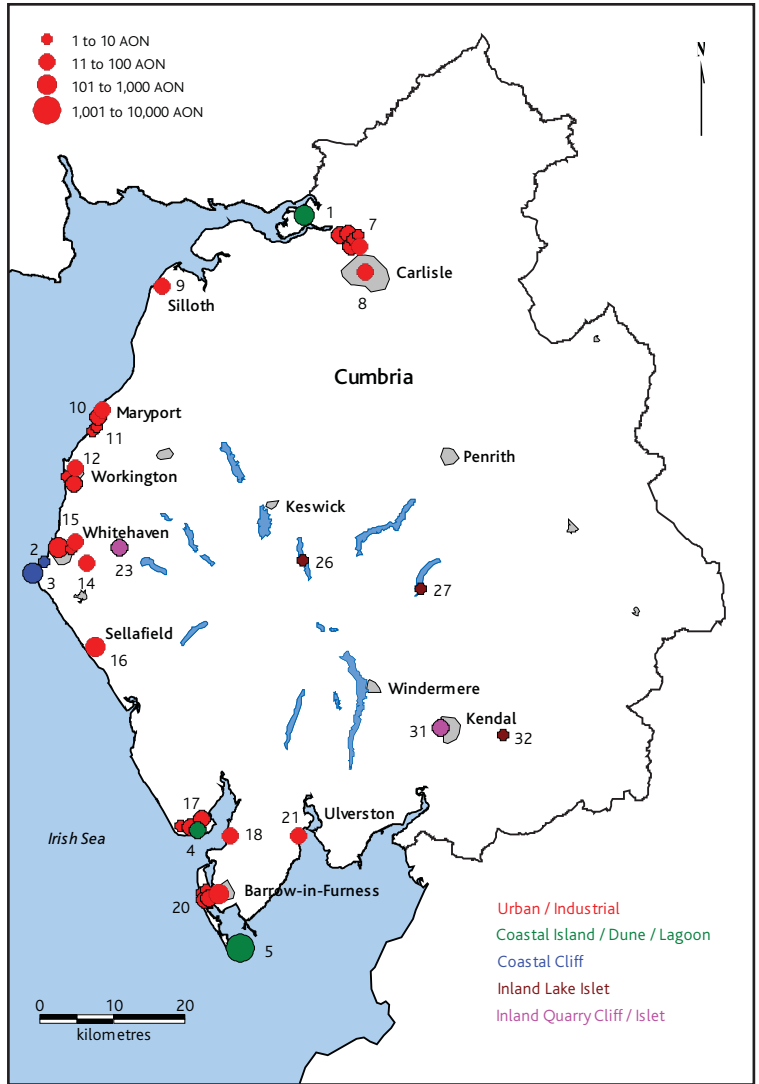 1 to 10 AON
11 to 100 AON
101 to 1,000 AON
1,001 to 10,000 AON
N
1
7
Carlisle
8
9
Silloth
Cumbria
10
Maryport
11
12
Workington
Penrith
Keswick
15
Whitehaven
2
3
14
23
26
27
Sellafield
16
Windermere
Kendal
31
32
17
4
18
21
Ulverston
Irish Sea
Barrow-in-Furness
20
5
Urban / Industrial
Coastal Island / Dune / Lagoon
Coastal Cliff
Inland Lake Islet
Inland Quarry Cliff / Islet
0 10 20
kilometres